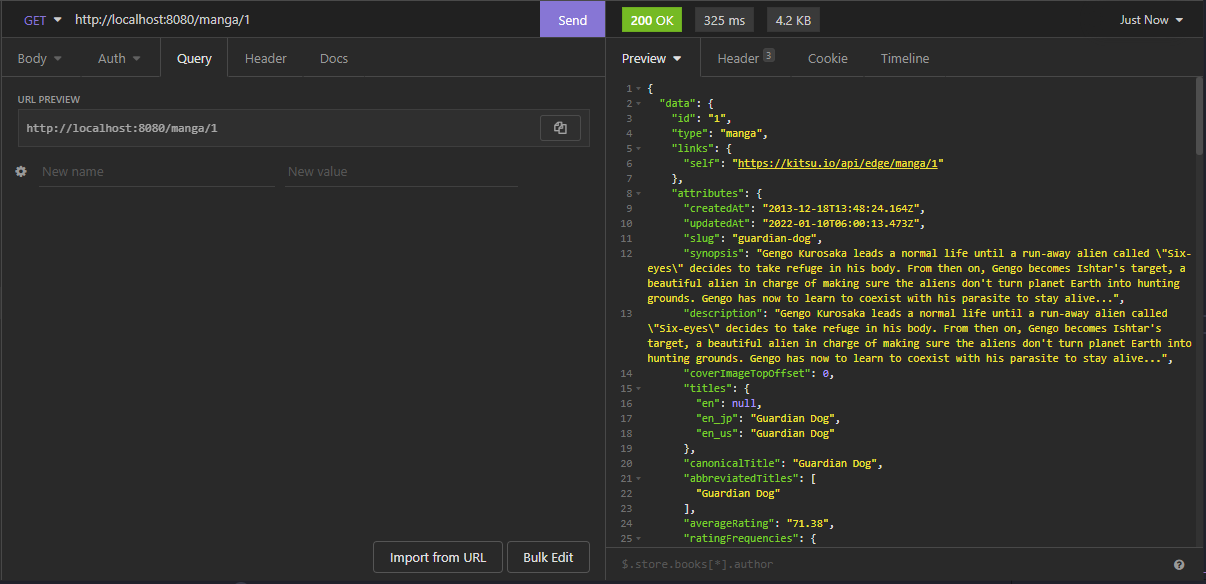 GET http://localhost:8080/manga/1 Send
Body Auth Query Header Docs
URL PREVIEW
http://localhost:8080/manga/1
New name New value
Import from URL Bulk Edit
200 OK 325 ms 4.2 KB Just Now
Preview Header 3 Cookie Timeline
1 {
2 "data": {
3 "id": "1",
4 "type": "manga",
5 "links": {
6 "self": "https://kitsu.io/api/edge/manga/1"
7 },
8 "attributes": {
9 "createdAt": "2013-12-18T13:48:24.164Z",
10 "updatedAt": "2022-01-10T06:00:13.473Z",
11 "slug": "guardian-dog",
12 "synopsis": "Gengo Kurosaka leads a normal life until a run-away alien called \"Six-
eyes\" decides to take refuge in his body. From then on, Gengo becomes Ishtar's target, a
beautiful alien in charge of making sure the aliens don't turn planet Earth into hunting
grounds. Gengo has now to learn to coexist with his parasite to stay alive...",
13 "description": "Gengo Kurosaka leads a normal life until a run-away alien called
\"Six-eyes\" decides to take refuge in his body. From then on, Gengo becomes Ishtar's
target, a beautiful alien in charge of making sure the aliens don't turn planet Earth into
hunting grounds. Gengo has now to learn to coexist with his parasite to stay alive...",
14 "coverImageTopOffset": 0,
15 "titles": {
16 "en": null,
17 "en_jp": "Guardian Dog",
18 "en_us": "Guardian Dog"
19 },
20 "canonicalTitle": "Guardian Dog",
21 "abbreviatedTitles": [
22 "Guardian Dog"
23 ],
24 "averageRating": "71.38",
25 "ratingFrequencies": {
$.store.books[*].author